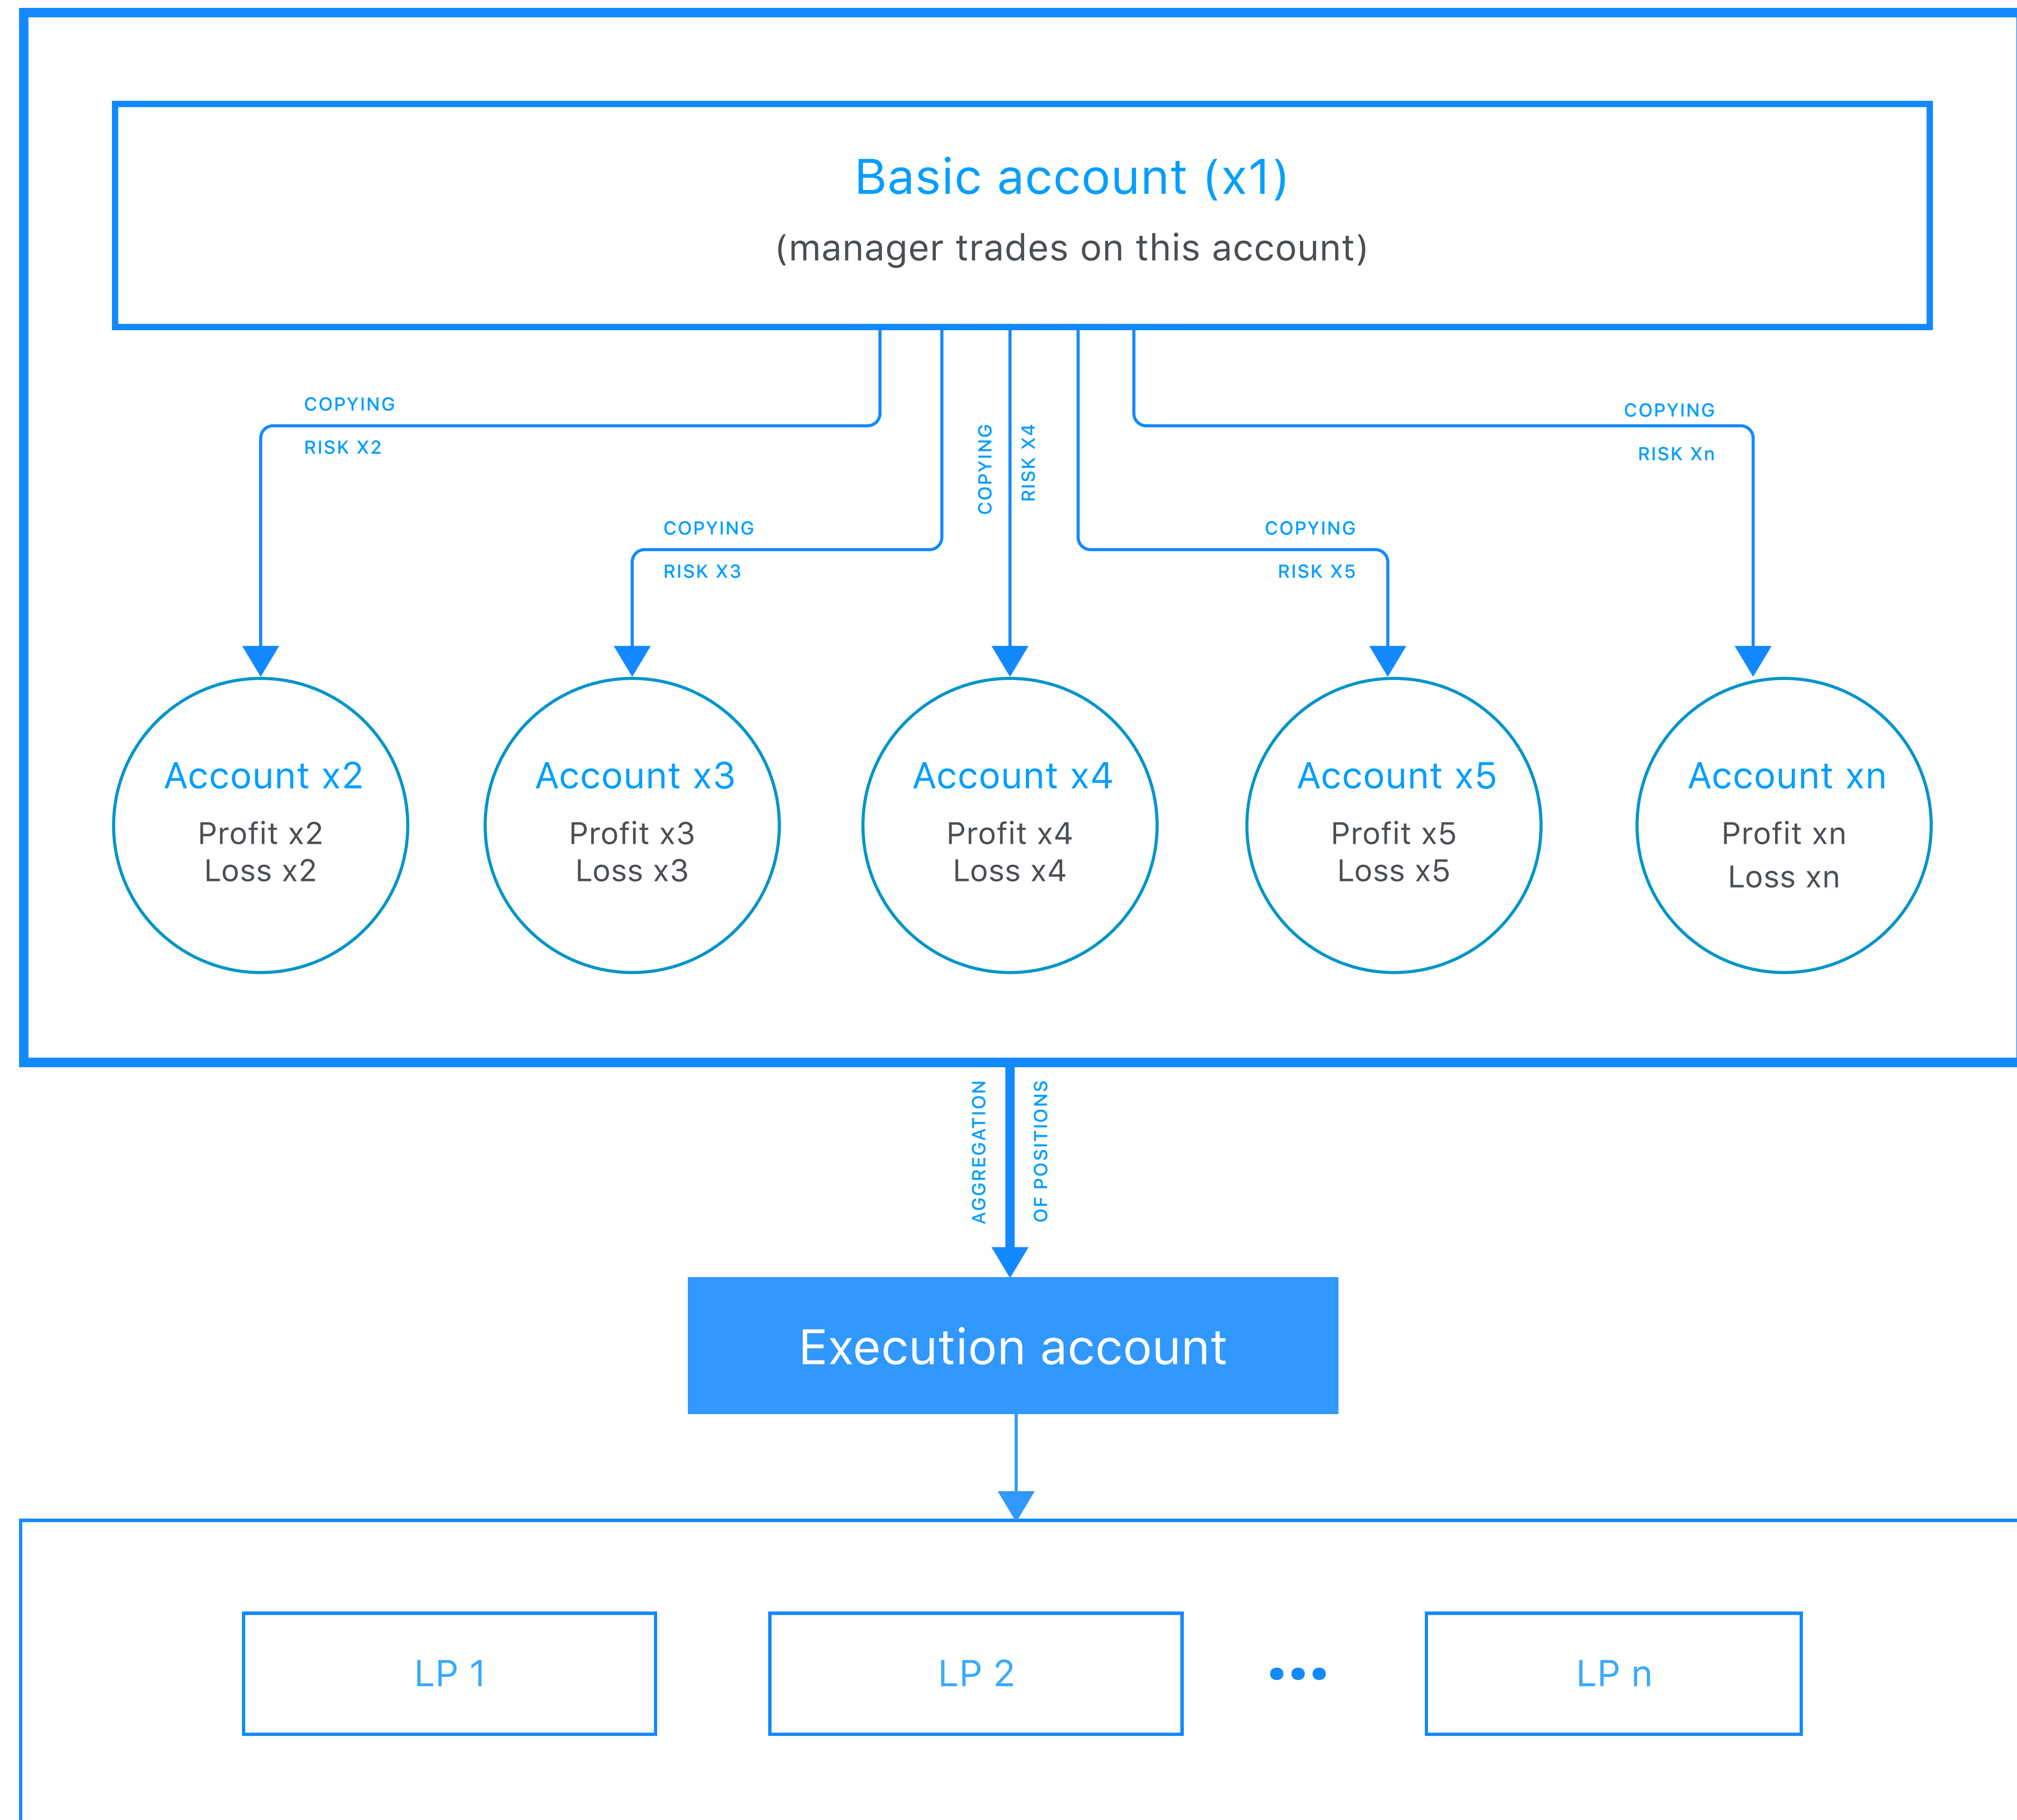 Basic account (x1)
(manager trades on this account)
COPYING
RISK X2
COPYING
RISK X3
COPYING
RISK X4
COPYING
RISK X5
COPYING
RISK Xn
Account x2
Profit x2
Loss x2
Account x3
Profit x3
Loss x3
Account x4
Profit x4
Loss x4
Account x5
Profit x5
Loss x5
Account xn
Profit xn
Loss xn
AGGREGATION
OF POSITIONS
Execution account
LP 1
LP 2
•••
LP n